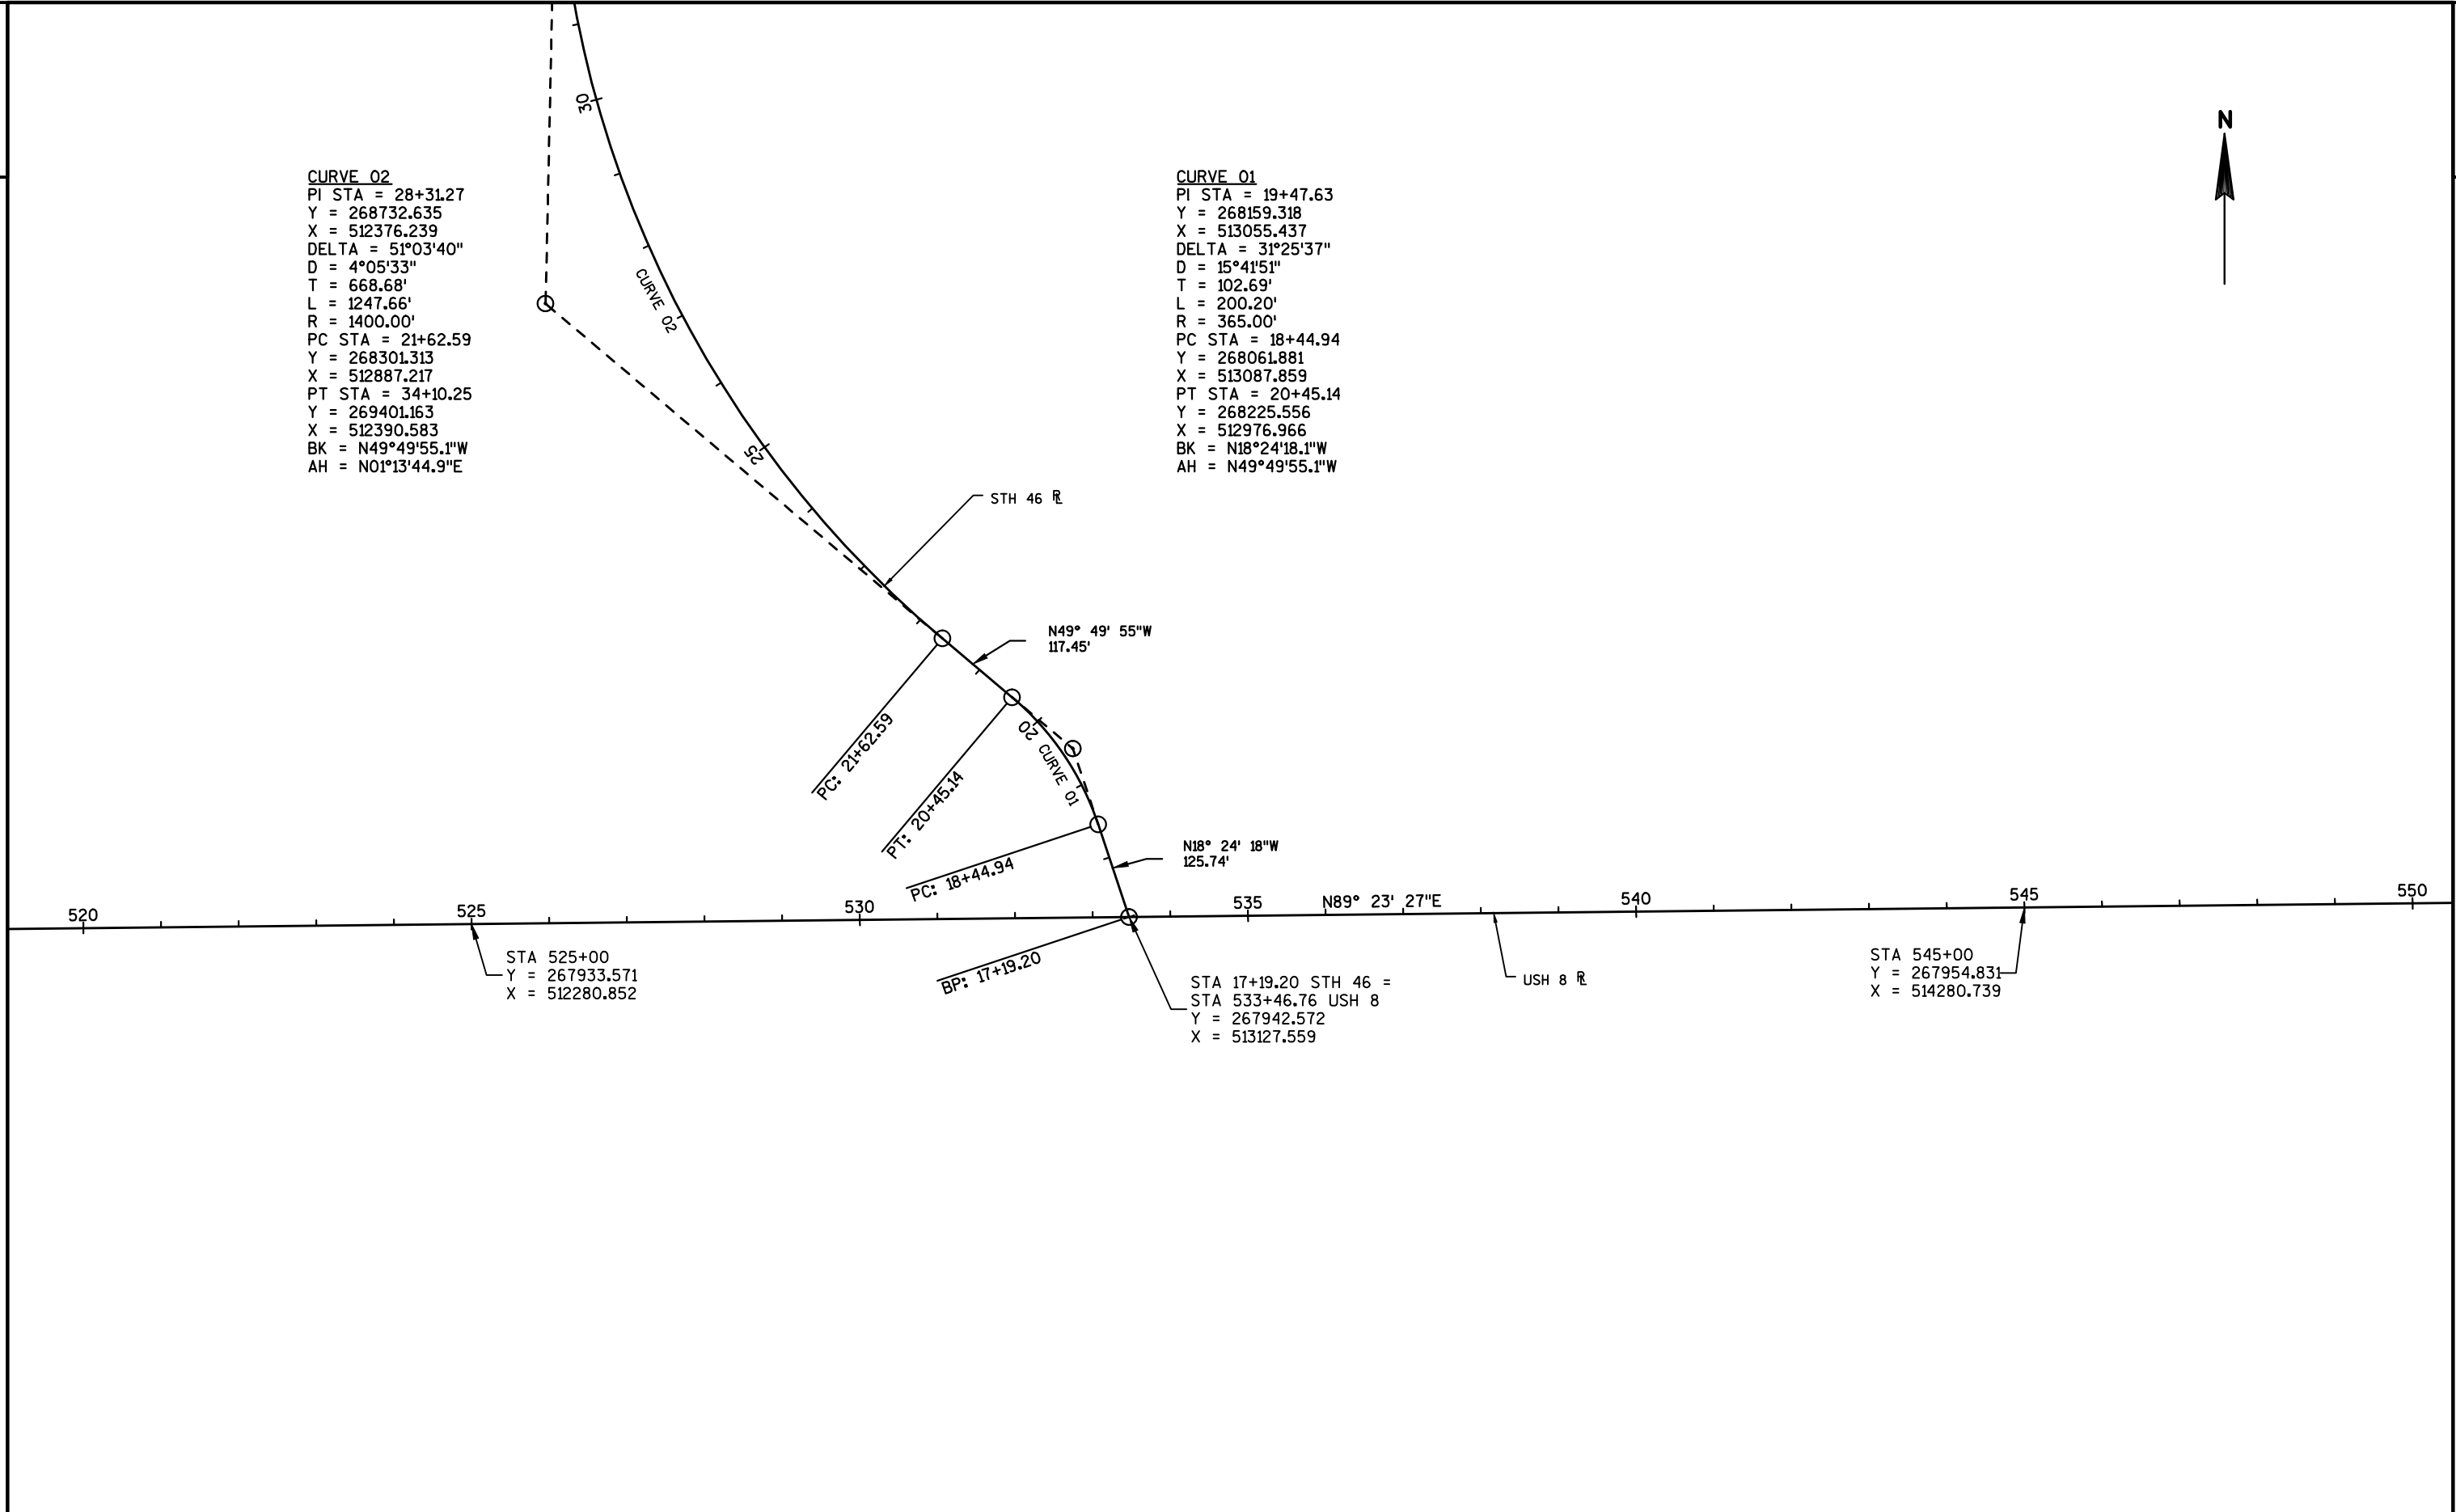 N
30
CURVE 02
PI STA = 28+31.27
Y = 268732.635
X = 512376.239
DELTA = 51°03'40"
D = 4°05'33"
T = 668.68'
L = 1247.66'
R = 1400.00'
PC STA = 21+62.59
Y = 268301.313
X = 512887.217
PT STA = 34+10.25
Y = 269401.163
X = 512390.583
BK = N49°49'55.1"W
AH = N01°13'44.9"E
CURVE 01
PI STA = 19+47.63
Y = 268159.318
X = 513055.437
DELTA = 31°25'37"
D = 15°41'51"
T = 102.69'
L = 200.20'
R = 365.00'
PC STA = 18+44.94
Y = 268061.881
X = 513087.859
PT STA = 20+45.14
Y = 268225.556
X = 512976.966
BK = N18°24'18.1"W
AH = N49°49'55.1"W
CURVE 02
25
STH 46 RL
N49° 49' 55"W
117.45'
PC: 21+62.59
20
CURVE 01
PT: 20+45.14
N18° 24' 18"W
125.74'
PC: 18+44.94
520
525
530
535
N89° 23' 27"E
540
545
550
STA 525+00
Y = 267933.571
X = 512280.852
BP: 17+19.20
STA 17+19.20 STH 46 =
STA 533+46.76 USH 8
Y = 267942.572
X = 513127.559
USH 8 RL
STA 545+00
Y = 267954.831
X = 514280.739